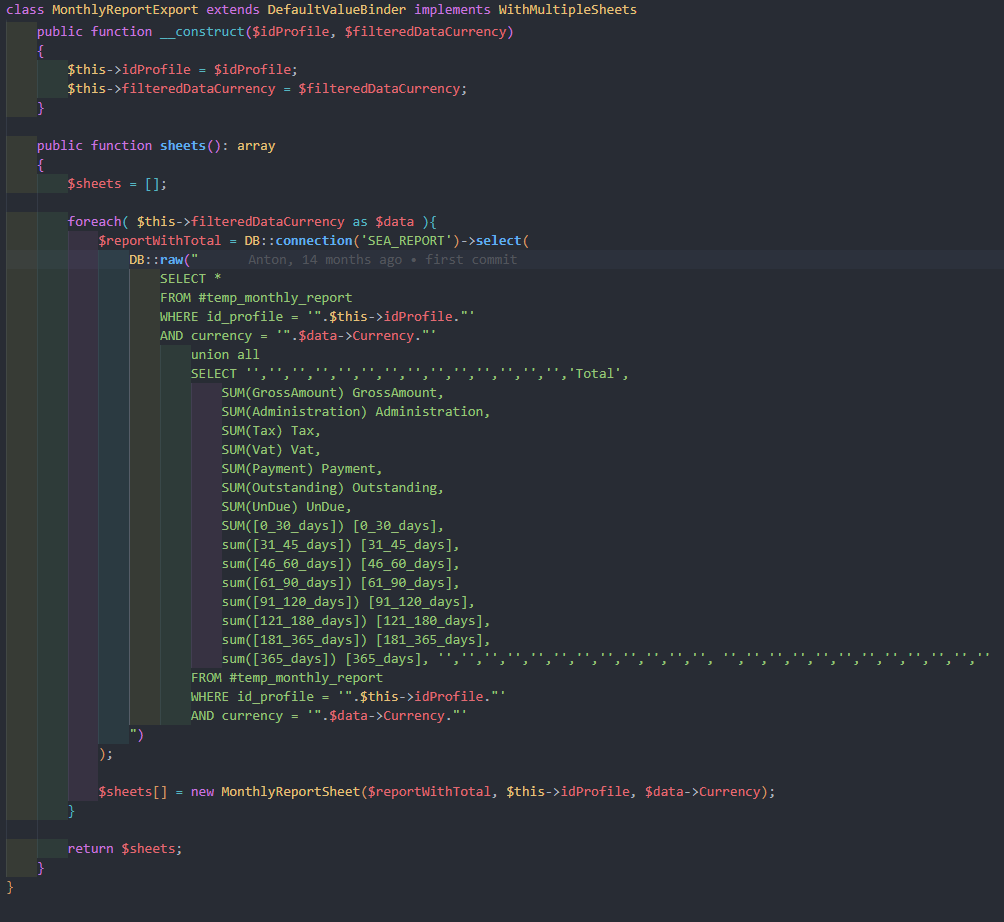 class MonthlyReportExport extends DefaultValueBinder implements WithMultipleSheets
public function __construct($idProfile, $filteredDataCurrency)
{
$this->idProfile = $idProfile;
$this->filteredDataCurrency = $filteredDataCurrency;
}
public function sheets(): array
{
$sheets = [];
foreach( $this->filteredDataCurrency as $data ){
$reportWithTotal = DB::connection('SEA_REPORT')->select(
DB::raw(" Anton, 14 months ago • first commit
SELECT *
FROM #temp_monthly_report
WHERE id_profile = '".$this->idProfile."'
AND currency = '".$data->Currency."'
union all
SELECT '','','','','','','','','','','','','','','Total',
SUM(GrossAmount) GrossAmount,
SUM(Administration) Administration,
SUM(Tax) Tax,
SUM(Vat) Vat,
SUM(Payment) Payment,
SUM(Outstanding) Outstanding,
SUM(UnDue) UnDue,
SUM([0_30_days]) [0_30_days],
sum([31_45_days]) [31_45_days],
sum([46_60_days]) [46_60_days],
sum([61_90_days]) [61_90_days],
sum([91_120_days]) [91_120_days],
sum([121_180_days]) [121_180_days],
sum([181_365_days]) [181_365_days],
sum([365_days]) [365_days], '','','','','','','','','','','','', '','','','','','','','','','','',''
FROM #temp_monthly_report
WHERE id_profile = '".$this->idProfile."'
AND currency = '".$data->Currency."'
")
);
$sheets[] = new MonthlyReportSheet($reportWithTotal, $this->idProfile, $data->Currency);
}
return $sheets;
}
}